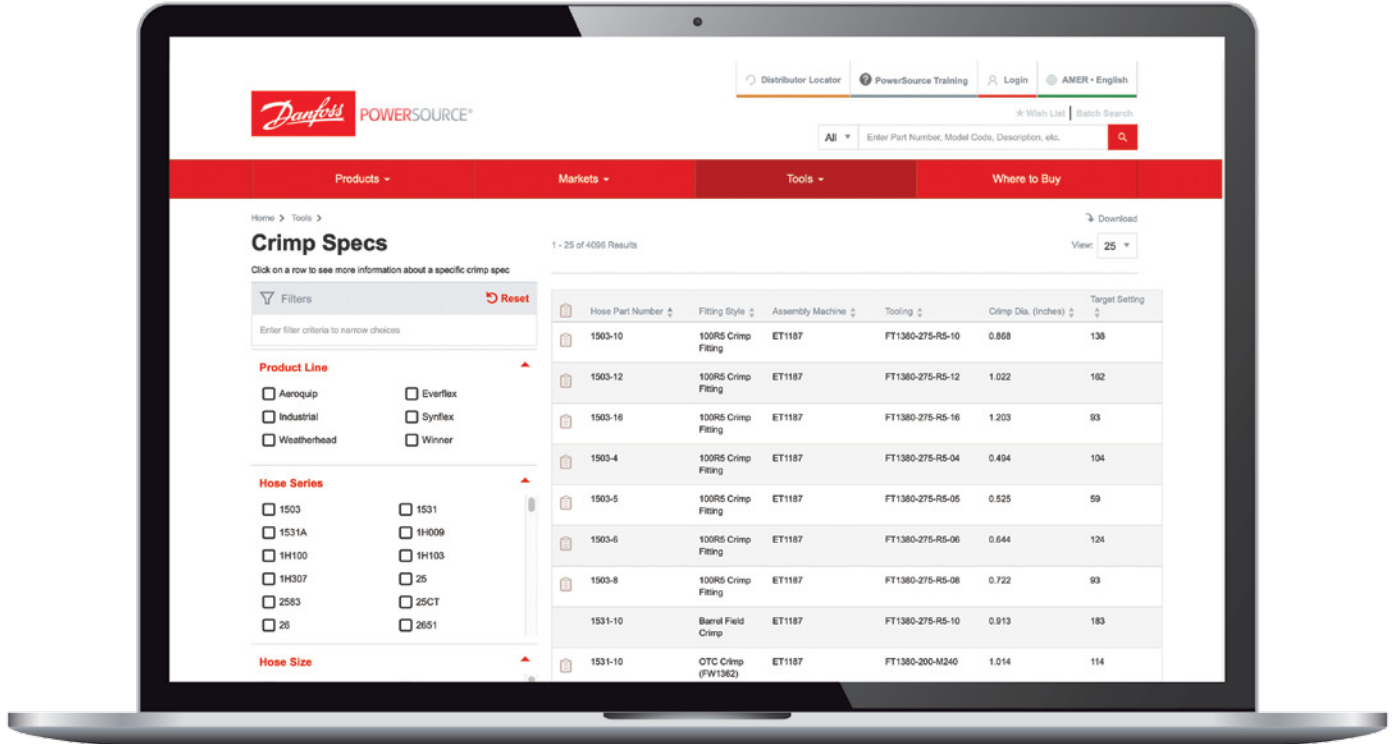 Distributor Locator
PowerSource Training
Login
AMER • English
Danfoss POWERSOURCE®
Wish List
Batch Search
All
Enter Part Number, Model Code, Description, etc.
Products
Markets
Tools
Where to Buy
Home > Tools >
Download
Crimp Specs
1 - 25 of 4096 Results
View: 25
Click on a row to see more information about a specific crimp spec
Filters
Reset
Enter filter criteria to narrow choices
Product Line
Aeroquip
Everflex
Industrial
Synflex
Weatherhead
Winner
Hose Series
1503
1531
1531A
1H009
1H100
1H103
1H307
25
2583
25CT
26
2651
Hose Size
Hose Part Number
Fitting Style
Assembly Machine
Tooling
Crimp Dia. (Inches)
Target Setting
1503-10 100R5 Crimp ET1187 FT1380-275-R5-10 0.868 138
Fitting
1503-12 100R5 Crimp ET1187 FT1380-275-R5-12 1.022 162
Fitting
1503-16 100R5 Crimp ET1187 FT1380-275-R5-16 1.203 93
Fitting
1503-4 100R5 Crimp ET1187 FT1380-275-R5-04 0.494 104
Fitting
1503-5 100R5 Crimp ET1187 FT1380-275-R5-05 0.525 59
Fitting
1503-6 100R5 Crimp ET1187 FT1380-275-R5-06 0.644 124
Fitting
1503-8 100R5 Crimp ET1187 FT1380-275-R5-08 0.722 93
Fitting
1531-10 Barrel Field ET1187 FT1380-275-R5-10 0.913 183
Crimp
1531-10 OTC Crimp ET1187 FT1380-200-M240 1.014 114
(FW1362)